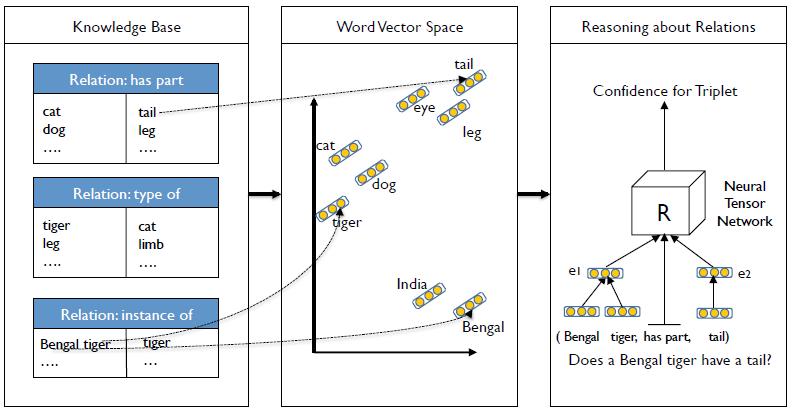 Knowledge Base
Relation: has part
cat tail
dog leg
.... ....
Relation: type of
tiger cat
leg limb
.... ....
Relation: instance of
Bengal tiger tiger
.... ...
Word Vector Space
tail
eye
leg
cat
dog
tiger
India
Bengal
Reasoning about Relations
Confidence for Triplet
R
Neural
Tensor
Network
e1
e2
( Bengal tiger, has part, tail)
Does a Bengal tiger have a tail?